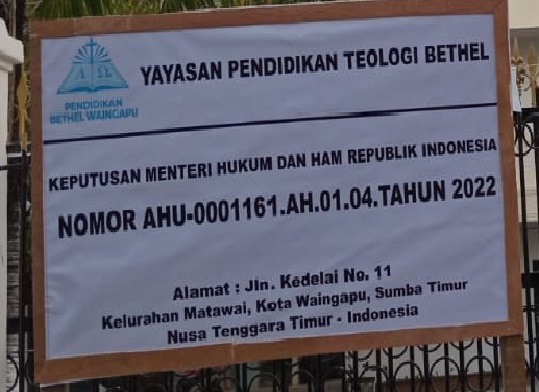 YAYASAN PENDIDIKAN TEOLOGI BETHEL
Α Ω
PENDIDIKAN
BETHEL WAINGAPU
KEPUTUSAN MENTERI HUKUM DAN HAM REPUBLIK INDONESIA
NOMOR AHU-0001161.AH.01.04.TAHUN 2022
Alamat : Jln. Kedelai No. 11
Kelurahan Matawai, Kota Waingapu, Sumba Timur
Nusa Tenggara Timur - Indonesia